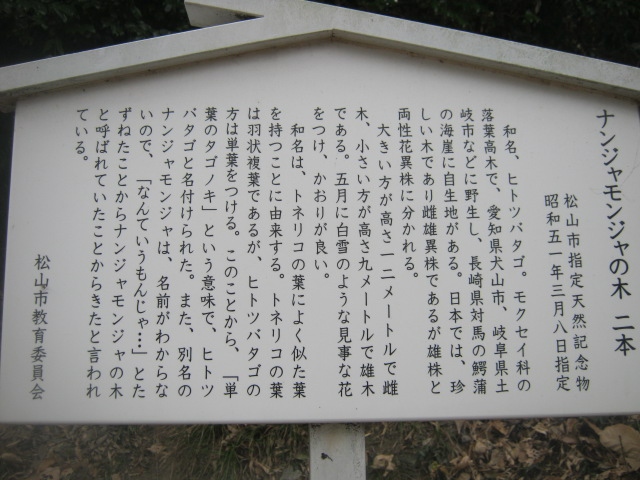 ナンジャモンジャの木 二本
松山市指定天然記念物
昭和五一年三月八日指定
和名、ヒトツバタゴ。モクセイ科の
落葉高木で、愛知県犬山市、岐阜県土
岐市などに野生し、長崎県対馬の鰐蒲
の海崖に自生地がある。日本では、珍
しい木であり雌雄異株であるが雄株と
両性花異株に分かれる。
大きい方が高さ一二メートルで雌
木、小さい方が高さ九メートルで雄木
である。五月に白雪のような見事な花
をつけ、かおりが良い。
和名は、トネリコの葉によく似た葉
を持つことに由来する。トネリコの葉
は羽状複葉であるが、ヒトツバタゴの
方は単葉をつける。このことから、「単
葉のタゴノキ」という意味で、ヒトツ
バタゴと名付けられた。また、別名の
ナンジャモンジャは、名前がわからな
いので、「なんていうもんじゃ…」とた
ずねたことからナンジャモンジャの木
と呼ばれていたことからきたと言われ
ている。
松山市教育委員会